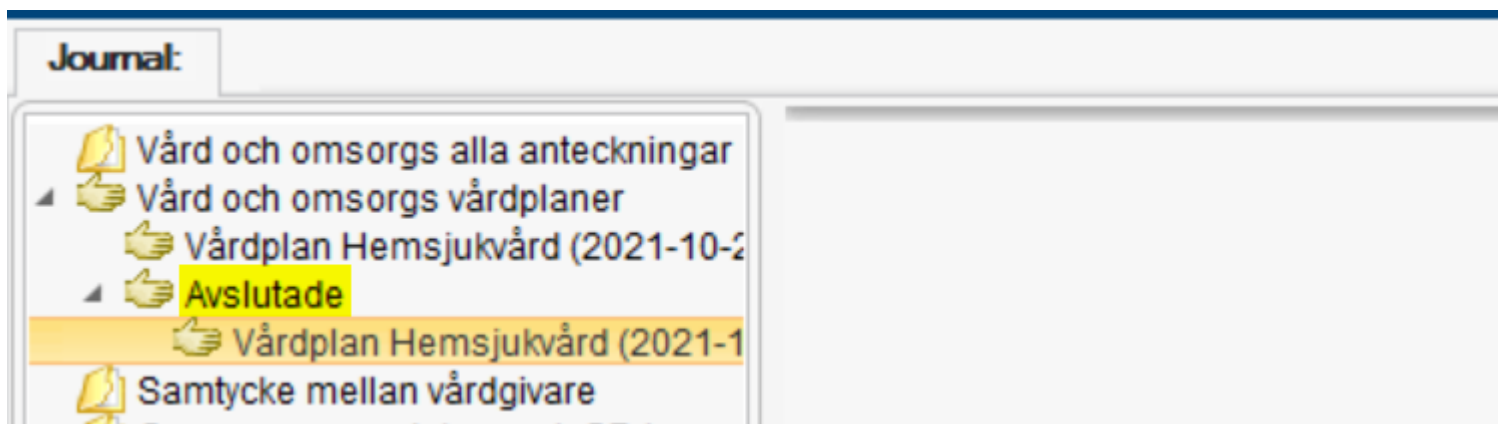 Journal:
Vård och omsorgs alla anteckningar
Vård och omsorgs vårdplaner
Vårdplan Hemsjukvård (2021-10-2
Avslutade
Vårdplan Hemsjukvård (2021-1
Samtycke mellan vårdgivare